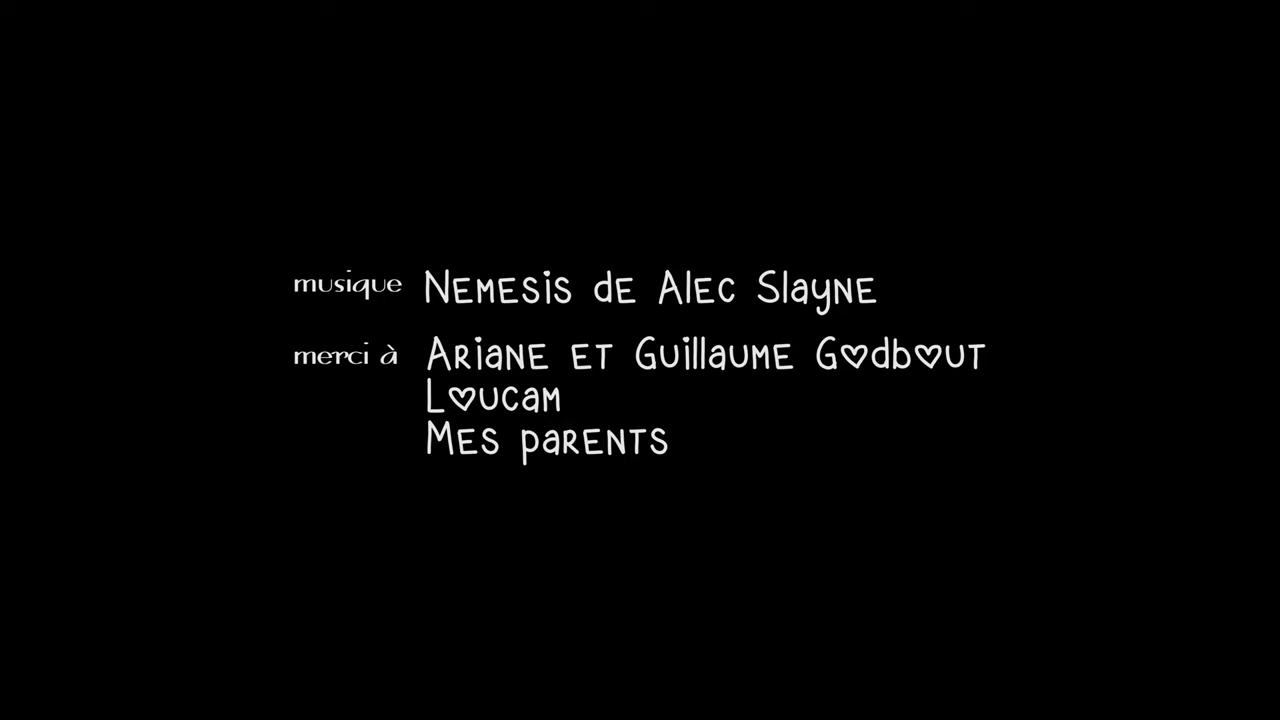 musique Nemesis de Alec Slayne
merci à Ariane et Guillaume Godbout
Loucam
Mes parents